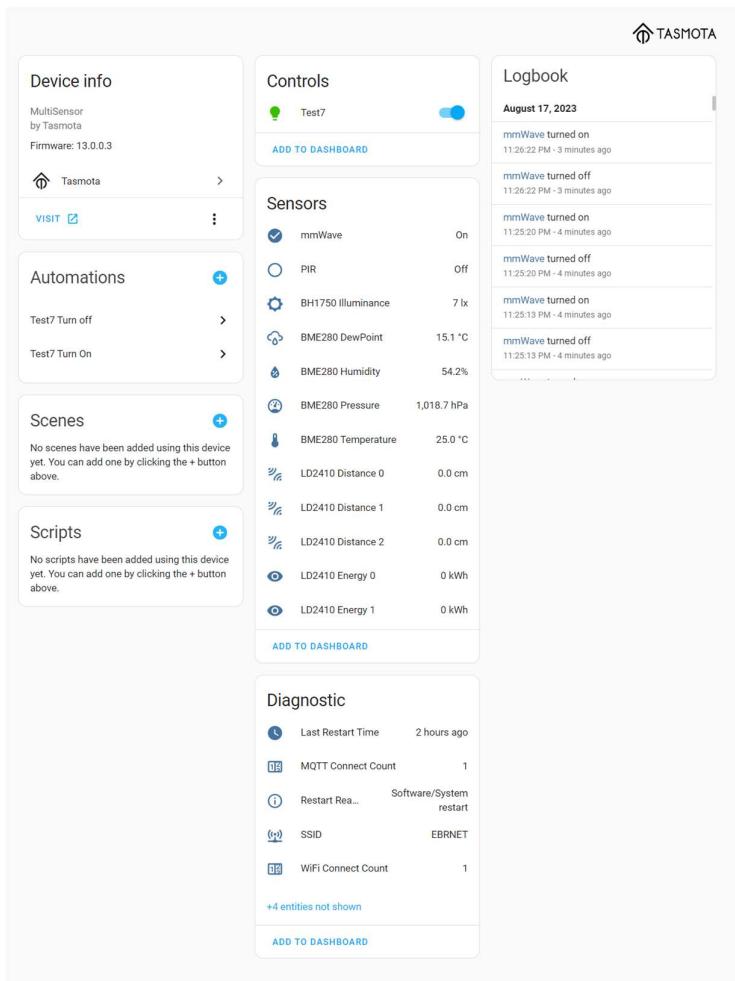 TASMOTA
Device info
MultiSensor
by Tasmota
Firmware: 13.0.0.3
Tasmota
VISIT
Automations
Test7 Turn off
Test7 Turn On
Scenes
No scenes have been added using this device
yet. You can add one by clicking the + button
above.
Scripts
No scripts have been added using this device
yet. You can add one by clicking the + button
above.
Controls
Test7
ADD TO DASHBOARD
Sensors
mmWave On
PIR Off
BH1750 Illuminance 7 lx
BME280 DewPoint 15.1 °C
BME280 Humidity 54.2%
BME280 Pressure 1,018.7 hPa
BME280 Temperature 25.0 °C
LD2410 Distance 0 0.0 cm
LD2410 Distance 1 0.0 cm
LD2410 Distance 2 0.0 cm
LD2410 Energy 0 0 kWh
LD2410 Energy 1 0 kWh
ADD TO DASHBOARD
Diagnostic
Last Restart Time 2 hours ago
MQTT Connect Count 1
Restart Rea... Software/System
restart
SSID EBRNET
WiFi Connect Count 1
+4 entities not shown
ADD TO DASHBOARD
Logbook
August 17, 2023
mmWave turned on
11:26:22 PM - 3 minutes ago
mmWave turned off
11:26:22 PM - 3 minutes ago
mmWave turned on
11:25:20 PM - 4 minutes ago
mmWave turned off
11:25:20 PM - 4 minutes ago
mmWave turned on
11:25:13 PM - 4 minutes ago
mmWave turned off
11:25:13 PM - 4 minutes ago